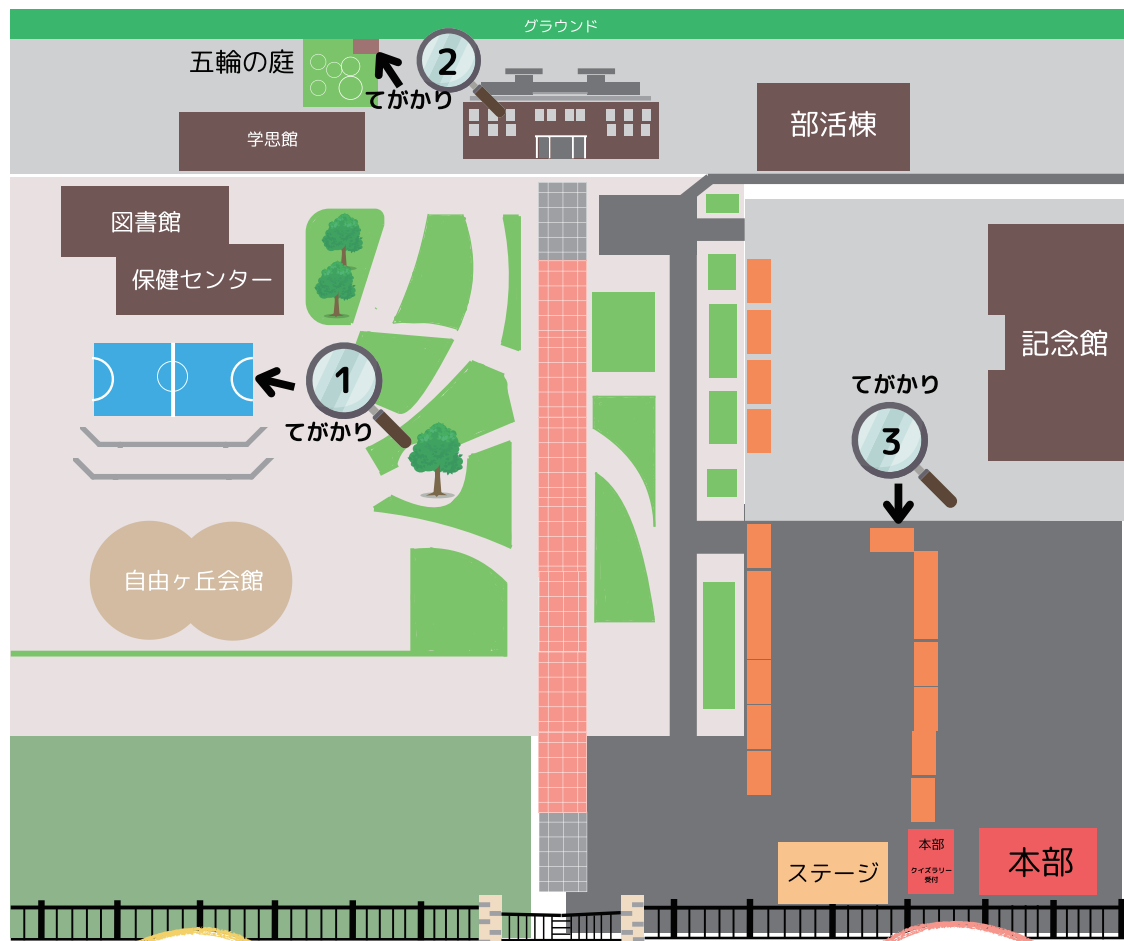 グラウンド
五輪の庭
2
てがかり
学思館
部活棟
図書館
保健センター
記念館
1
てがかり
てがかり
3
自由ヶ丘会館
ステージ
本部
クイズラリー
受付
本部